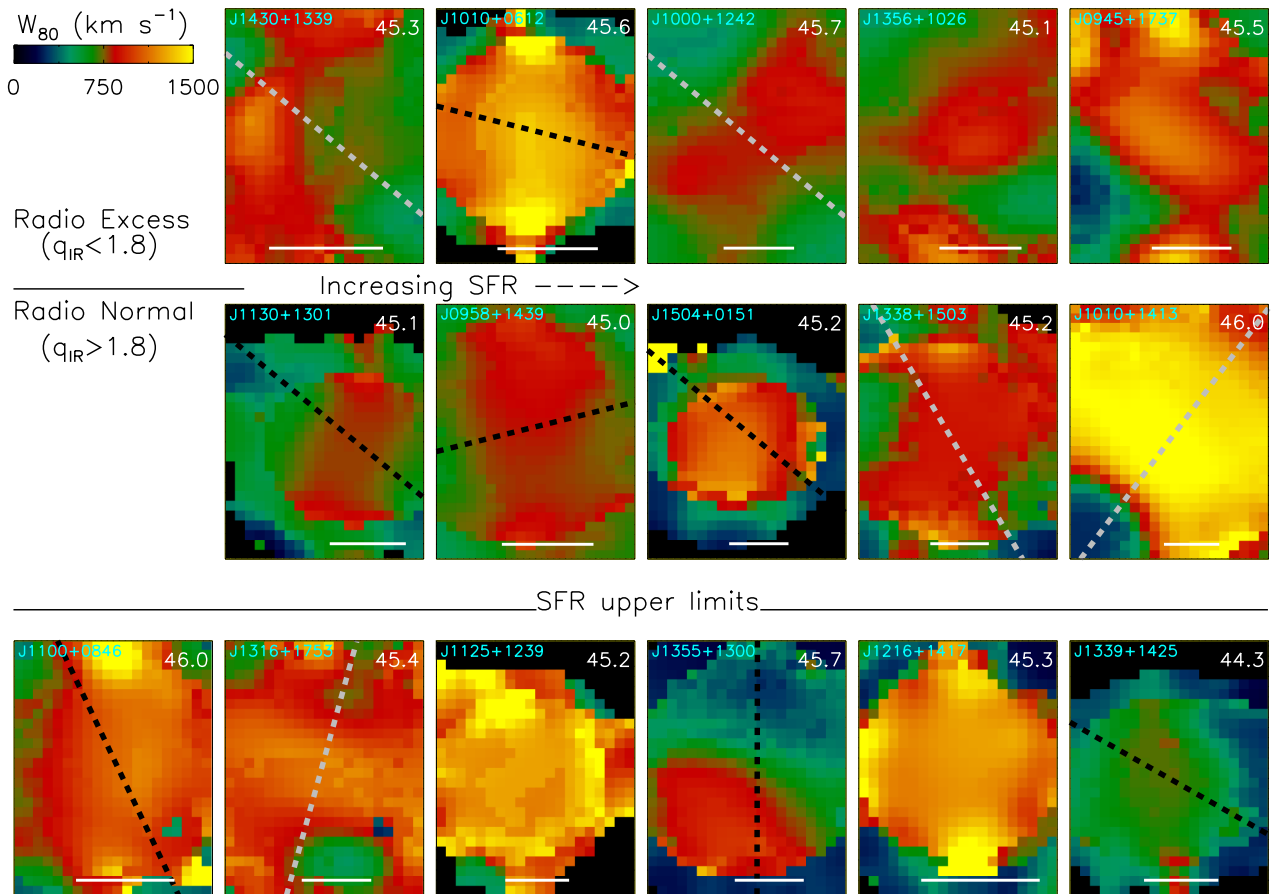 W80 (km s−1)
0 750 1500
J1430+1339 45.3
J1010+0612 45.6
J1000+1242 45.7
J1356+1026 45.1
J0945+1737 45.5
Radio Excess
(qIR<1.8)
Increasing SFR ---->
Radio Normal
(qIR>1.8)
J1130+1301 45.1
J0958+1439 45.0
J1504+0151 45.2
J1338+1503 45.2
J1010+1413 46.0
SFR upper limits
J1100+0846 46.0
J1316+1753 45.4
J1125+1239 45.2
J1355+1300 45.7
J1216+1417 45.3
J1339+1425 44.3